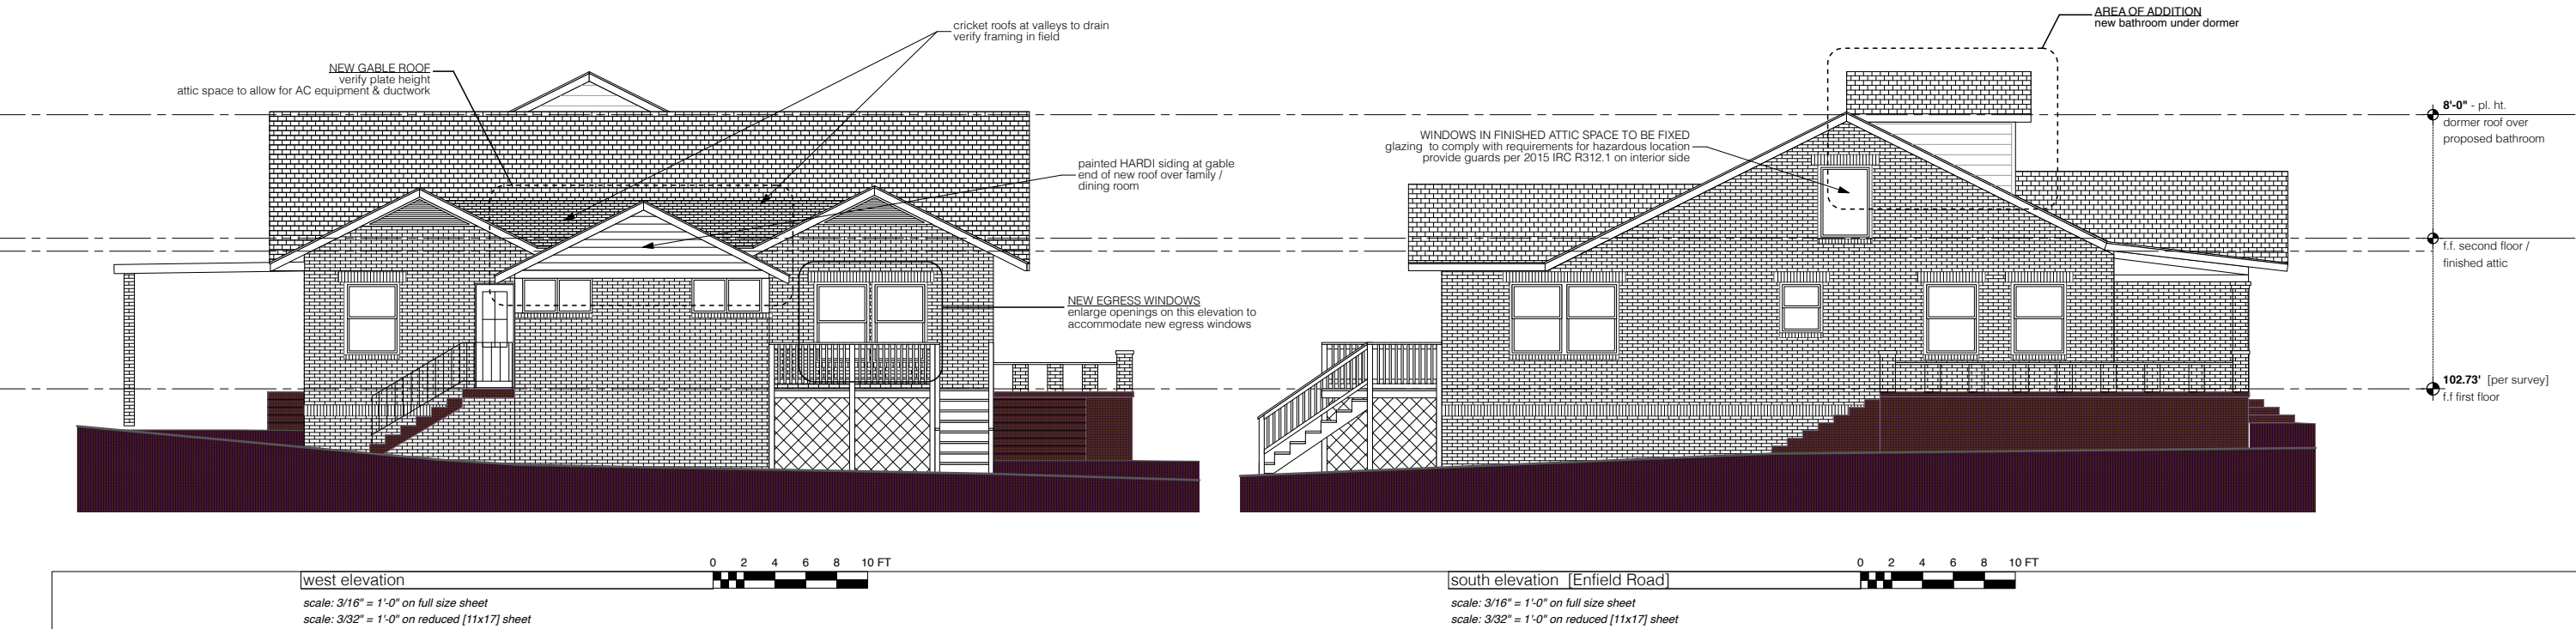 cricket roofs at valleys to drain
verify framing in field
NEW GABLE ROOF
verify plate height
attic space to allow for AC equipment & ductwork
painted HARDI siding at gable
end of new roof over family /
dining room
NEW EGRESS WINDOWS
enlarge openings on this elevation to
accommodate new egress windows
AREA OF ADDITION
new bathroom under dormer
WINDOWS IN FINISHED ATTIC SPACE TO BE FIXED
glazing to comply with requirements for hazardous location
provide guards per 2015 IRC R312.1 on interior side
8'-0" - pl. ht.
dormer roof over
proposed bathroom
f.f. second floor /
finished attic
102.73' [per survey]
f.f first floor
0 2 4 6 8 10 FT
west elevation
scale: 3/16" = 1'-0" on full size sheet
scale: 3/32" = 1'-0" on reduced [11x17] sheet
0 2 4 6 8 10 FT
south elevation [Enfield Road]
scale: 3/16" = 1'-0" on full size sheet
scale: 3/32" = 1'-0" on reduced [11x17] sheet